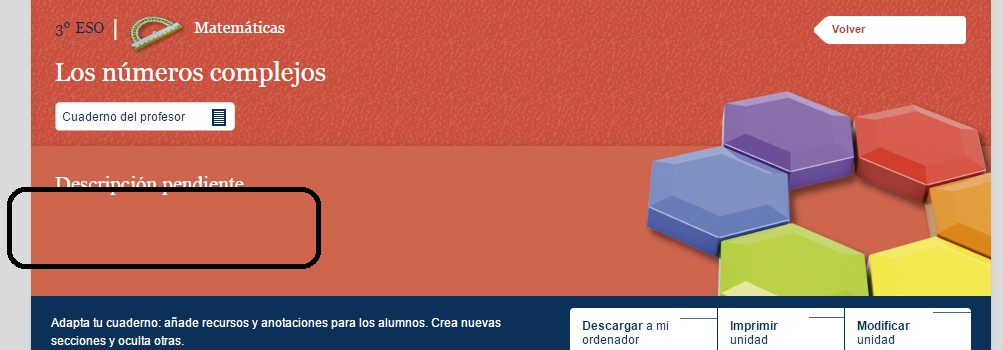 3º ESO | Matemáticas
Volver
Los números complejos
Cuaderno del profesor
Descripción pendiente
Adapta tu cuaderno: añade recursos y anotaciones para los alumnos. Crea nuevas
secciones y oculta otras.
Descargar a mi
ordenador
Imprimir
unidad
Modificar
unidad